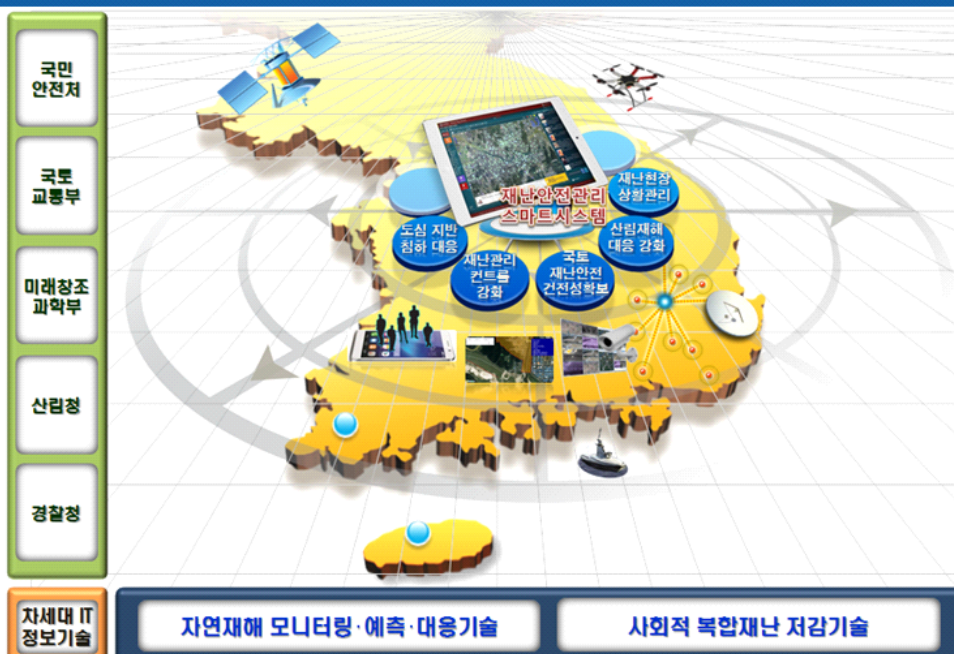 국민
안전처
국토
교통부
미래창조
과학부
산림청
경찰청
재난안전관리
스마트시스템
재난현장
상황관리
도심 지반
침하 대응
산림재해
대응 강화
재난관리
컨트롤
강화
국토
재난안전
건전성확보
차세대 IT
정보기술
자연재해 모니터링·예측·대응기술
사회적 복합재난 저감기술